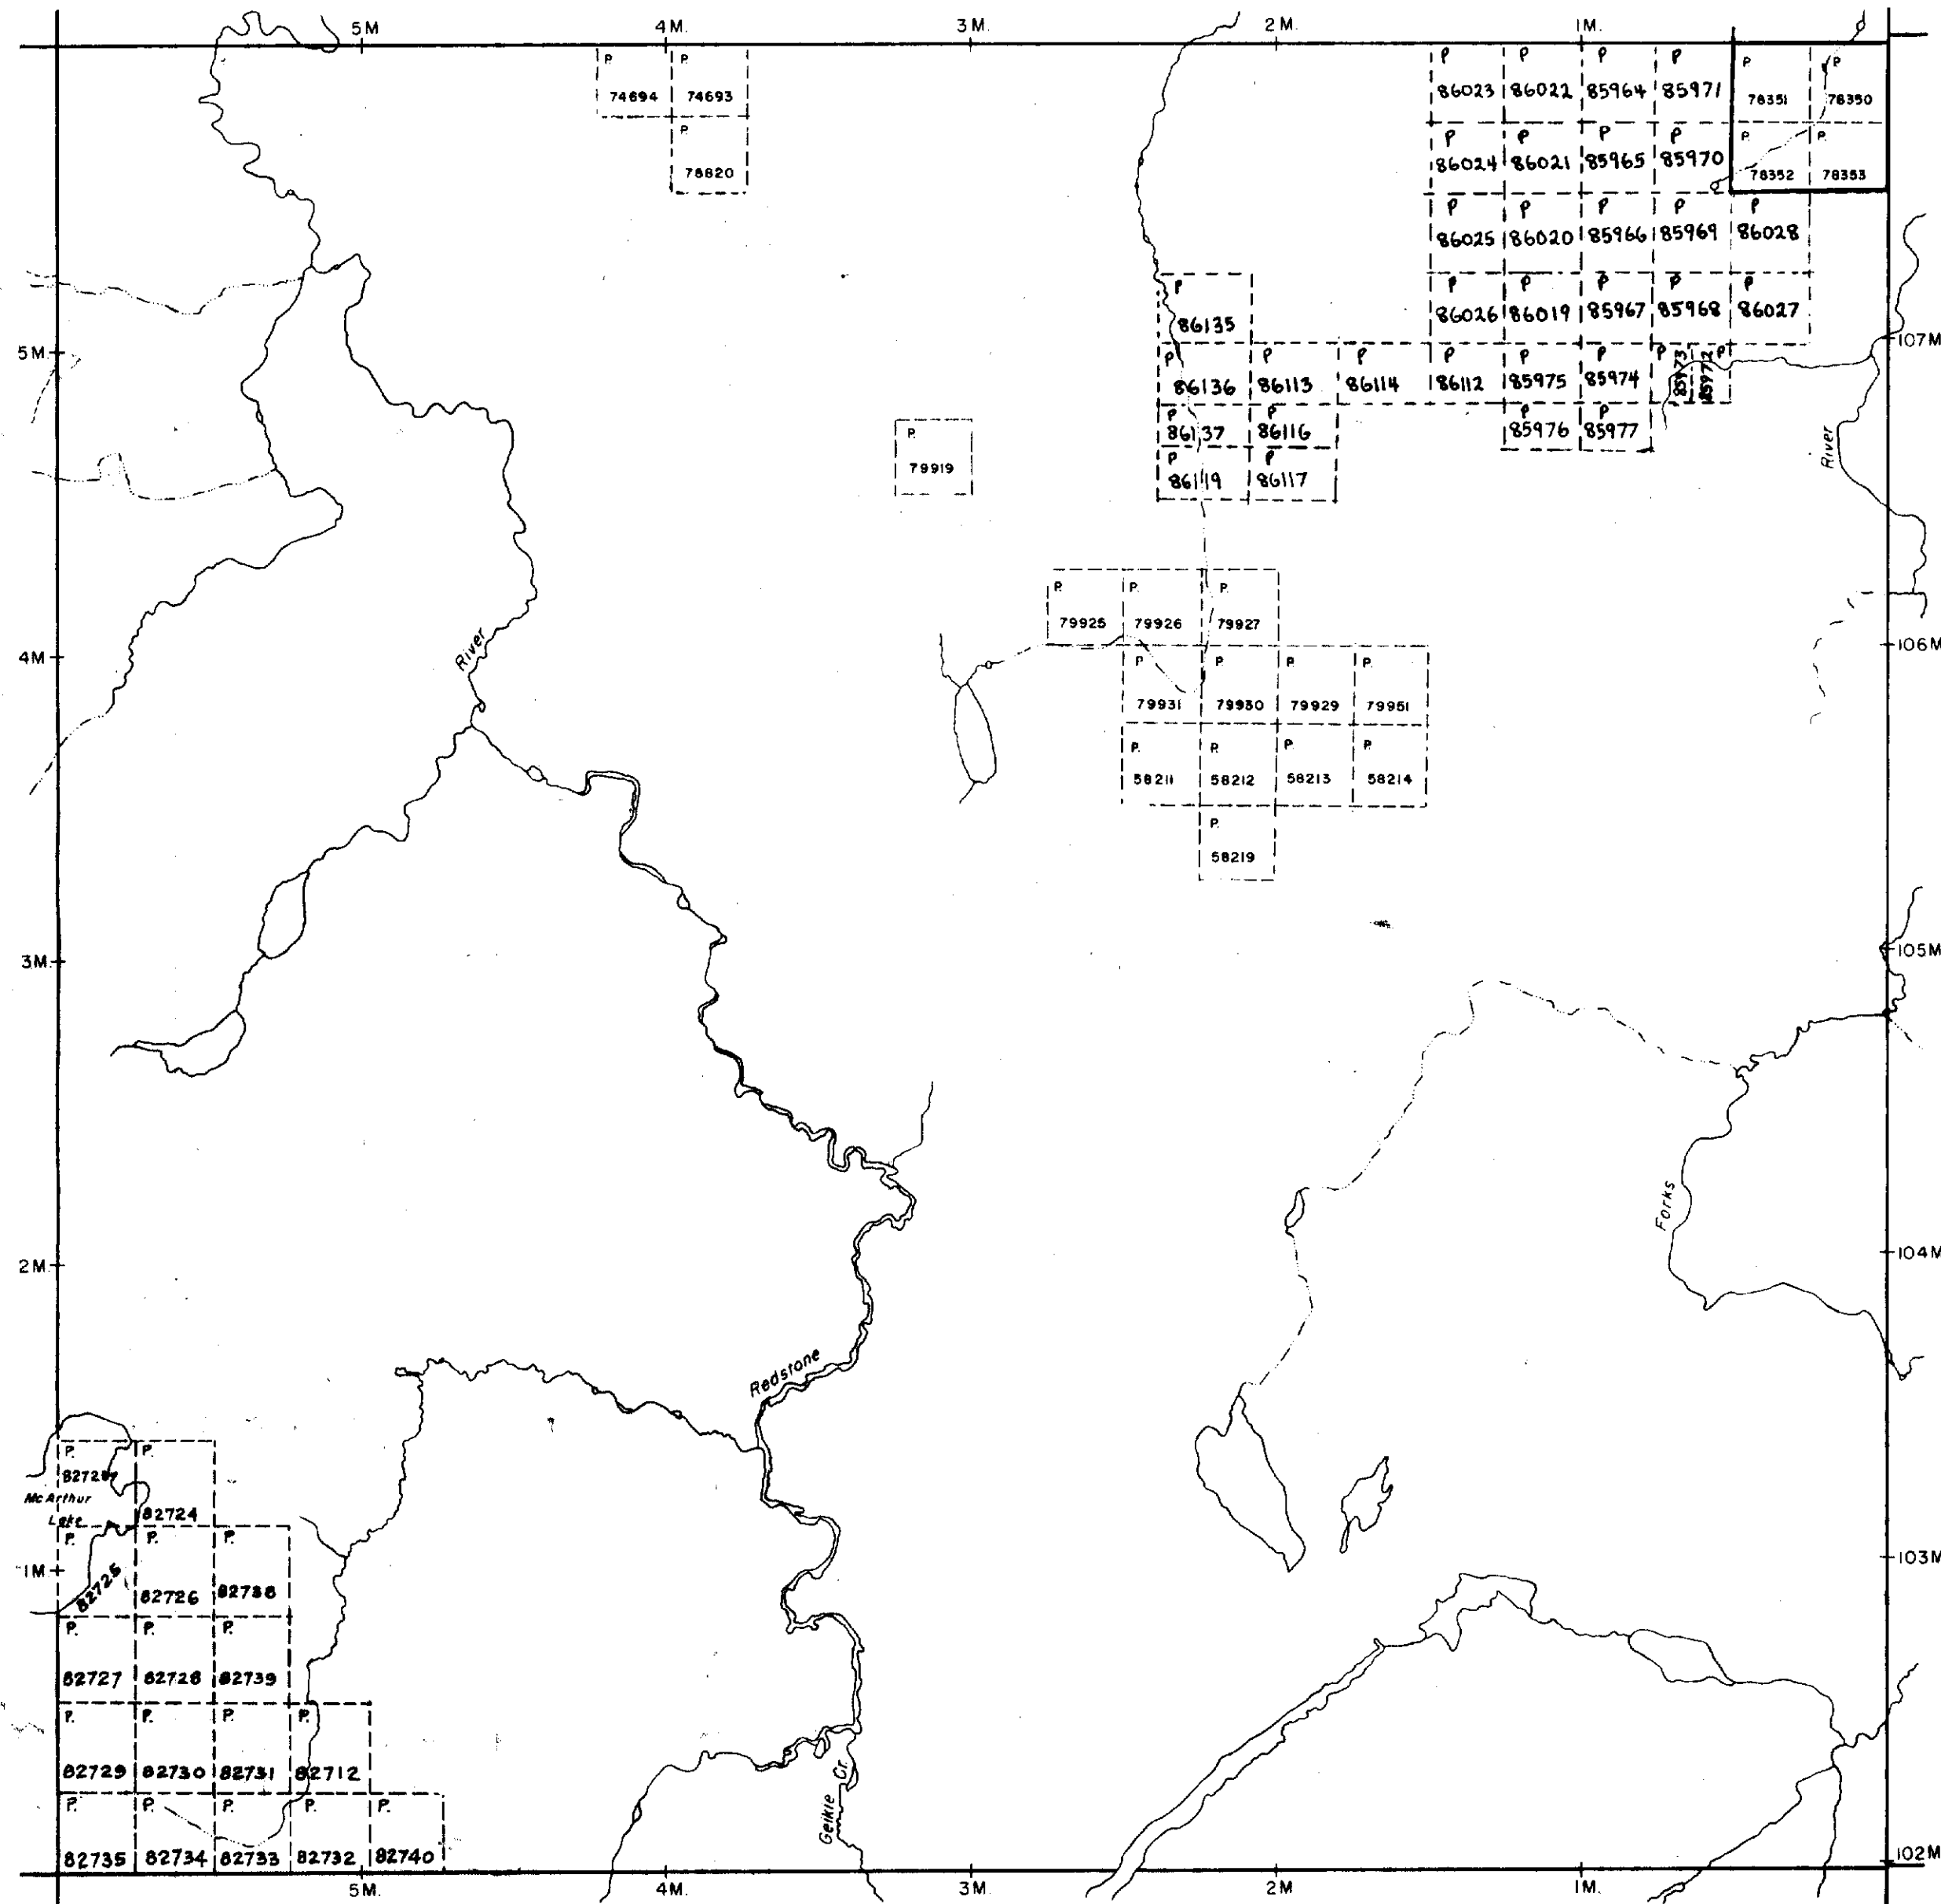 5M 4M. 3M. 2M. 1M.
P. P.
74694 74693
P.
78820
P P P P P P
86023 86022 85964 85971 78351 78350
P P P P P P.
86024 86021 85965 85970 78352 78353
P P P P P
86025 86020 85966 85969 86028
P P P P P
86026 86019 85967 85968 86027
P
86135
5M 107M
P P P P P P P P
86136 86113 86114 86112 85975 85974 85973 85972
P P P P
86137 86116 85976 85977
P P
86119 86117
P.
79919
River
P. P. P.
79925 79926 79927
River
4M 106M
P. P. P. P.
79931 79930 79929 79951
P. P. P. P.
58211 58212 58213 58214
P.
58219
3M. 105M
Forks
2M. 104M
Redstone
P. P.
McArthur
Lake
82724
P. P. P.
1M. 103M
82725 82726 82738
P. P. P.
82727 82728 82739
P. P. P. P.
82729 82730 82731 82712
Geikie Cr.
P. P. P. P. P.
82735 82734 82733 82732 82740
102M
5M. 4M. 3M. 2M. 1M.